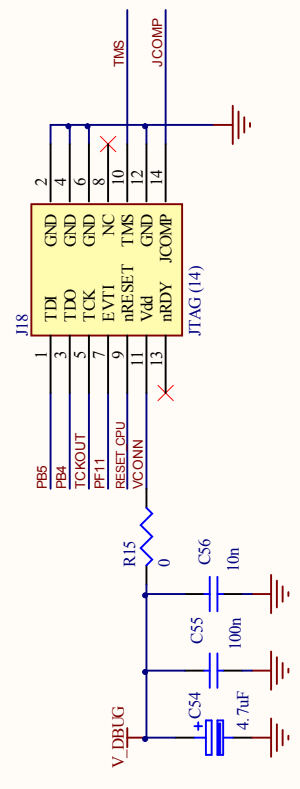 J18
1 TDI GND 2
3 TDO GND 4
5 TCK GND 6
7 EVTI NC 8
9 nRESET TMS 10
11 Vdd GND 12
13 nRDY JCOMP 14
JTAG (14)
PB5
PB4
TCKOUT
PF11
RESET_CPU
VCONN
TMS
JCOMP
R15
0
V_DBUG
C54
+
4.7uF
C55
100n
C56
10n